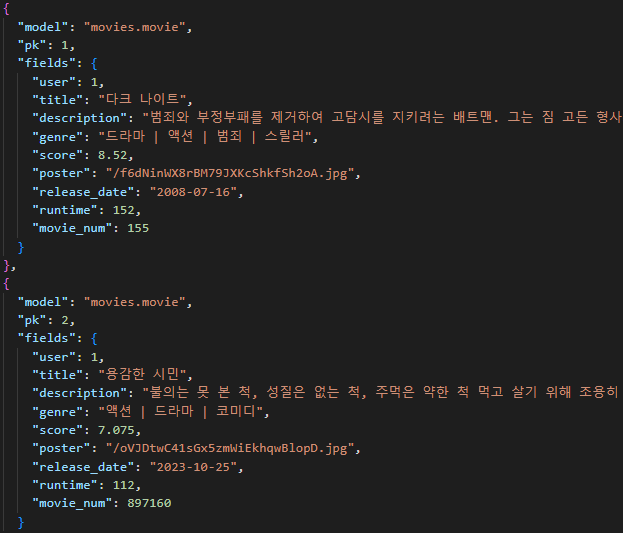 {
"model": "movies.movie",
"pk": 1,
"fields": {
"user": 1,
"title": "다크 나이트",
"description": "범죄와 부정부패를 제거하여 고담시를 지키려는 배트맨. 그는 짐 고든 형사
"genre": "드라마 | 액션 | 범죄 | 스릴러",
"score": 8.52,
"poster": "/f6dNinWX8rBM79JXKcShkfSh2oA.jpg",
"release_date": "2008-07-16",
"runtime": 152,
"movie_num": 155
}
},
{
"model": "movies.movie",
"pk": 2,
"fields": {
"user": 1,
"title": "용감한 시민",
"description": "불의는 못 본 척, 성질은 없는 척, 주먹은 약한 척 먹고 살기 위해 조용히
"genre": "액션 | 드라마 | 코미디",
"score": 7.075,
"poster": "/oVJDtwC41sGx5zmWiEkhqwBlopD.jpg",
"release_date": "2023-10-25",
"runtime": 112,
"movie_num": 897160
}